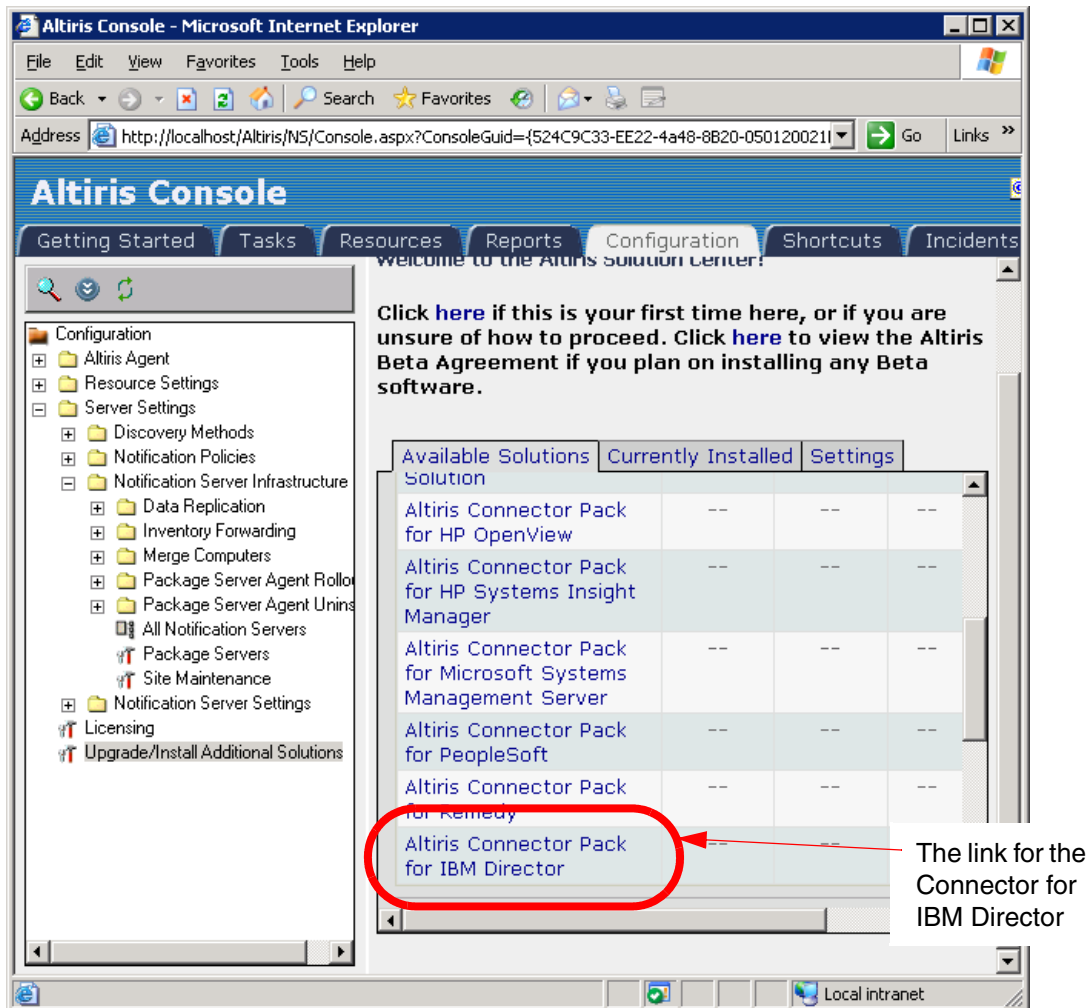 Altiris Console - Microsoft Internet Explorer
File Edit View Favorites Tools Help
Back Search Favorites
Address http://localhost/Altiris/NS/Console.aspx?ConsoleGuid={524C9C33-EE22-4a48-8B20-050120021 Go Links »
Altiris Console
Getting Started Tasks Resources Reports Configuration Shortcuts Incidents
Welcome to the Altiris Solution Center!
Click here if this is your first time here, or if you are
unsure of how to proceed. Click here to view the Altiris
Beta Agreement if you plan on installing any Beta
software.
Configuration
Altiris Agent
Resource Settings
Server Settings
Discovery Methods
Notification Policies
Notification Server Infrastructure
Data Replication
Inventory Forwarding
Merge Computers
Package Server Agent Rollo
Package Server Agent Unins
All Notification Servers
Package Servers
Site Maintenance
Notification Server Settings
Licensing
Upgrade/Install Additional Solutions
Available Solutions Currently Installed Settings
Solution
Altiris Connector Pack -- -- --
for HP OpenView
Altiris Connector Pack -- -- --
for HP Systems Insight
Manager
Altiris Connector Pack -- -- --
for Microsoft Systems
Management Server
Altiris Connector Pack -- -- --
for PeopleSoft
Altiris Connector Pack -- -- --
for Remedy
Altiris Connector Pack -- --
for IBM Director
The link for the
Connector for
IBM Director
Local intranet